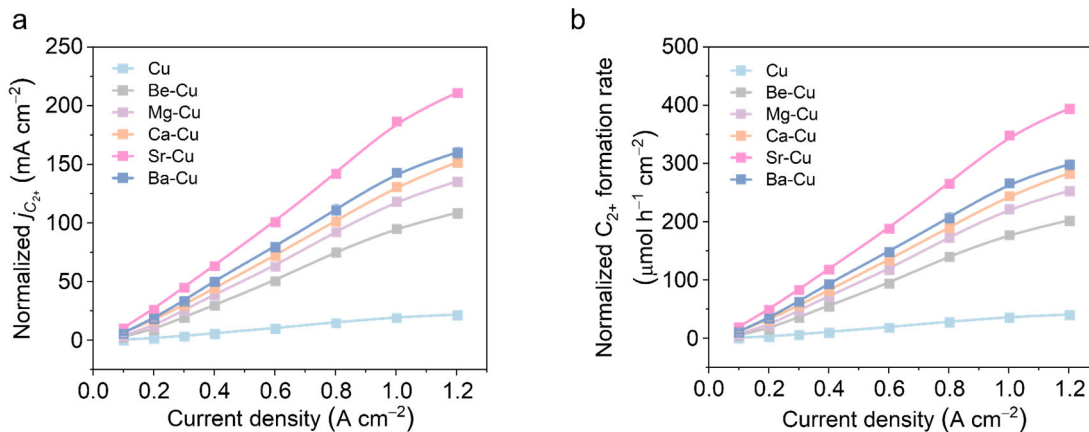 a
Normalized j_{C_{2+}} (mA cm⁻²)
250
200
150
100
50
0
Cu
Be-Cu
Mg-Cu
Ca-Cu
Sr-Cu
Ba-Cu
0.0 0.2 0.4 0.6 0.8 1.0 1.2
Current density (A cm⁻²)
b
Normalized C₂₊ formation rate
(μmol h⁻¹ cm⁻²)
500
400
300
200
100
0
Cu
Be-Cu
Mg-Cu
Ca-Cu
Sr-Cu
Ba-Cu
0.0 0.2 0.4 0.6 0.8 1.0 1.2
Current density (A cm⁻²)